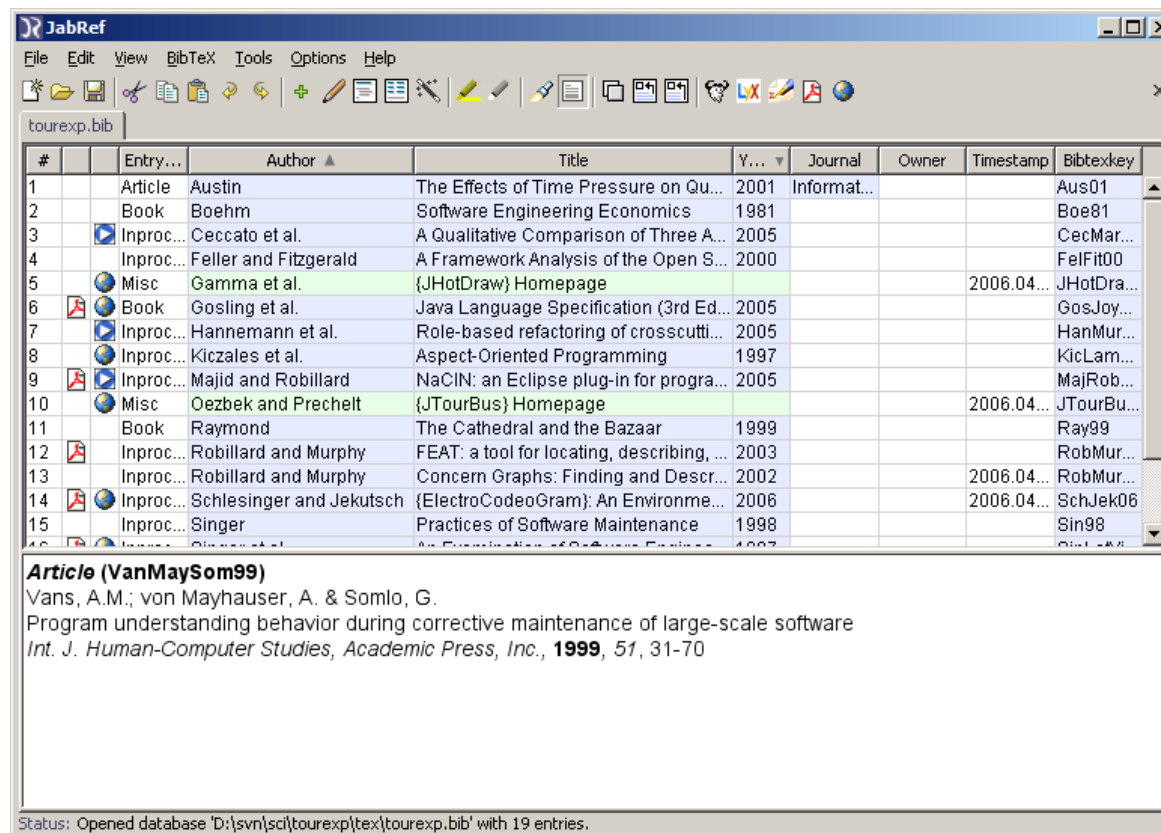 JabRef
File Edit View BibTeX Tools Options Help
LyX
tourexp.bib
# Entry... Author Title Y... Journal Owner Timestamp Bibtexkey
1 Article Austin The Effects of Time Pressure on Qu... 2001 Informat... Aus01
2 Book Boehm Software Engineering Economics 1981 Boe81
3 Inproc... Ceccato et al. A Qualitative Comparison of Three A... 2005 CecMar...
4 Inproc... Feller and Fitzgerald A Framework Analysis of the Open S... 2000 FelFit00
5 Misc Gamma et al. {JHotDraw} Homepage 2006.04... JHotDra...
6 Book Gosling et al. Java Language Specification (3rd Ed... 2005 GosJoy...
7 Inproc... Hannemann et al. Role-based refactoring of crosscutti... 2005 HanMur...
8 Inproc... Kiczales et al. Aspect-Oriented Programming 1997 KicLam...
9 Inproc... Majid and Robillard NaCIN: an Eclipse plug-in for progra... 2005 MajRob...
10 Misc Oezbek and Prechelt {JTourBus} Homepage 2006.04... JTourBu...
11 Book Raymond The Cathedral and the Bazaar 1999 Ray99
12 Inproc... Robillard and Murphy FEAT: a tool for locating, describing, ... 2003 RobMur...
13 Inproc... Robillard and Murphy Concern Graphs: Finding and Descr... 2002 2006.04... RobMur...
14 Inproc... Schlesinger and Jekutsch {ElectroCodeoGram}: An Environme... 2006 2006.04... SchJek06
15 Inproc... Singer Practices of Software Maintenance 1998 Sin98
Article (VanMaySom99)
Vans, A.M.; von Mayhauser, A. & Somlo, G.
Program understanding behavior during corrective maintenance of large-scale software
Int. J. Human-Computer Studies, Academic Press, Inc., 1999, 51, 31-70
Status: Opened database 'D:\svn\sci\tourexp\tex\tourexp.bib' with 19 entries.